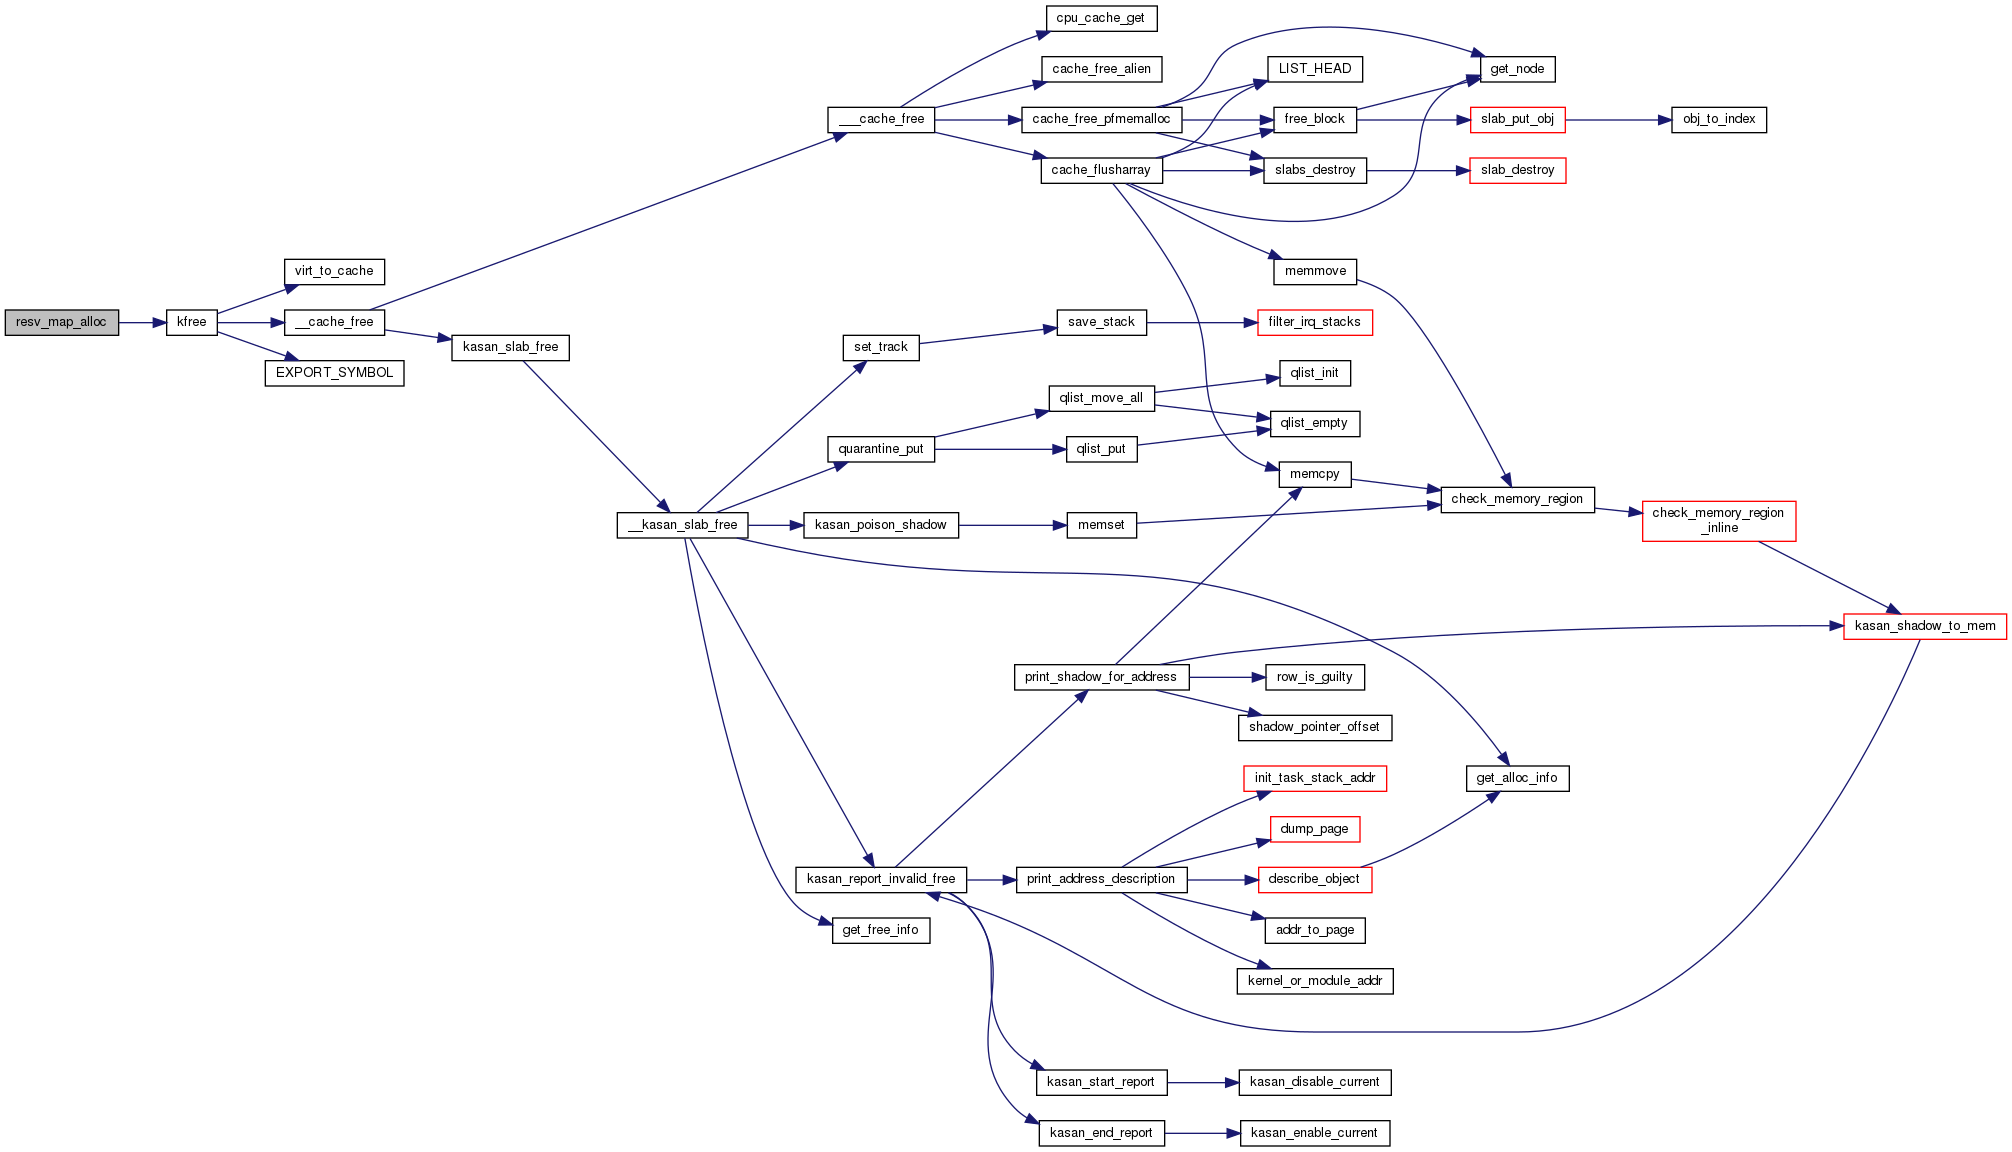 cpu_cache_get
cache_free_alien
LIST_HEAD
get_node
___cache_free
cache_free_pfmemalloc
free_block
slab_put_obj
obj_to_index
cache_flusharray
slabs_destroy
slab_destroy
virt_to_cache
memmove
resv_map_alloc
kfree
__cache_free
save_stack
filter_irq_stacks
kasan_slab_free
set_track
EXPORT_SYMBOL
qlist_init
qlist_move_all
qlist_empty
quarantine_put
qlist_put
memcpy
check_memory_region
__kasan_slab_free
kasan_poison_shadow
memset
check_memory_region
_inline
kasan_shadow_to_mem
print_shadow_for_address
row_is_guilty
shadow_pointer_offset
init_task_stack_addr
get_alloc_info
dump_page
kasan_report_invalid_free
print_address_description
describe_object
get_free_info
addr_to_page
kernel_or_module_addr
kasan_start_report
kasan_disable_current
kasan_end_report
kasan_enable_current